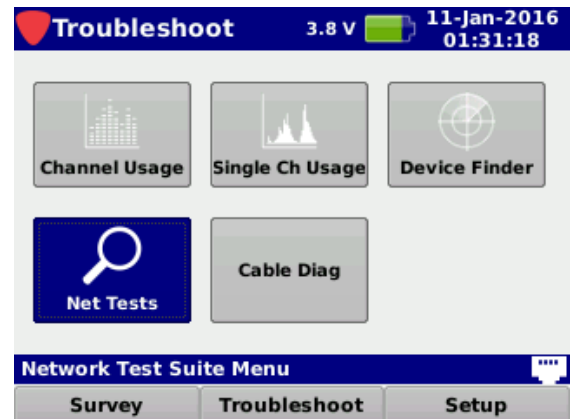 Troubleshoot 3.8 V 11-Jan-2016
01:31:18
Channel Usage Single Ch Usage Device Finder
Net Tests Cable Diag
Network Test Suite Menu
Survey Troubleshoot Setup